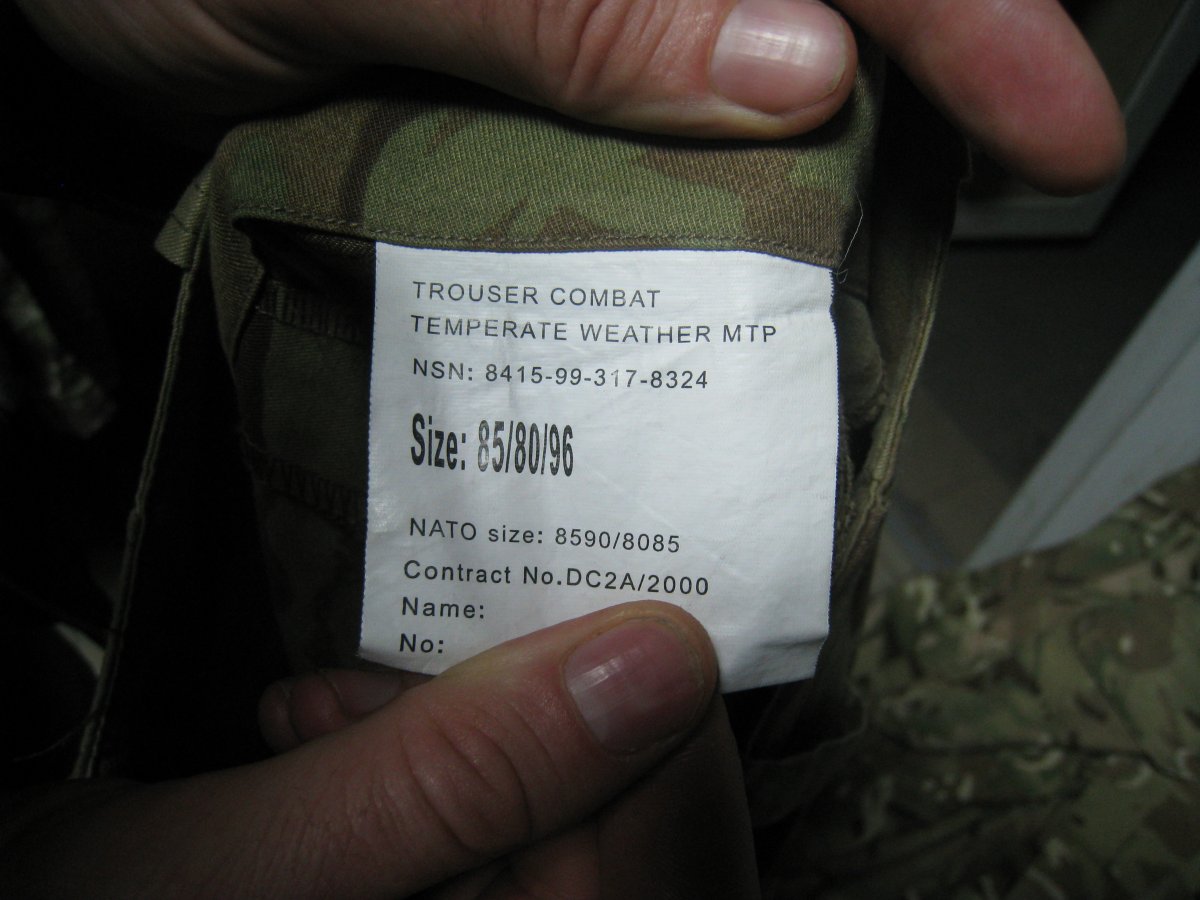 TROUSER COMBAT
TEMPERATE WEATHER MTP
NSN: 8415-99-317-8324
Size: 85/80/96
NATO size: 8590/8085
Contract No.DC2A/2000
Name:
No: